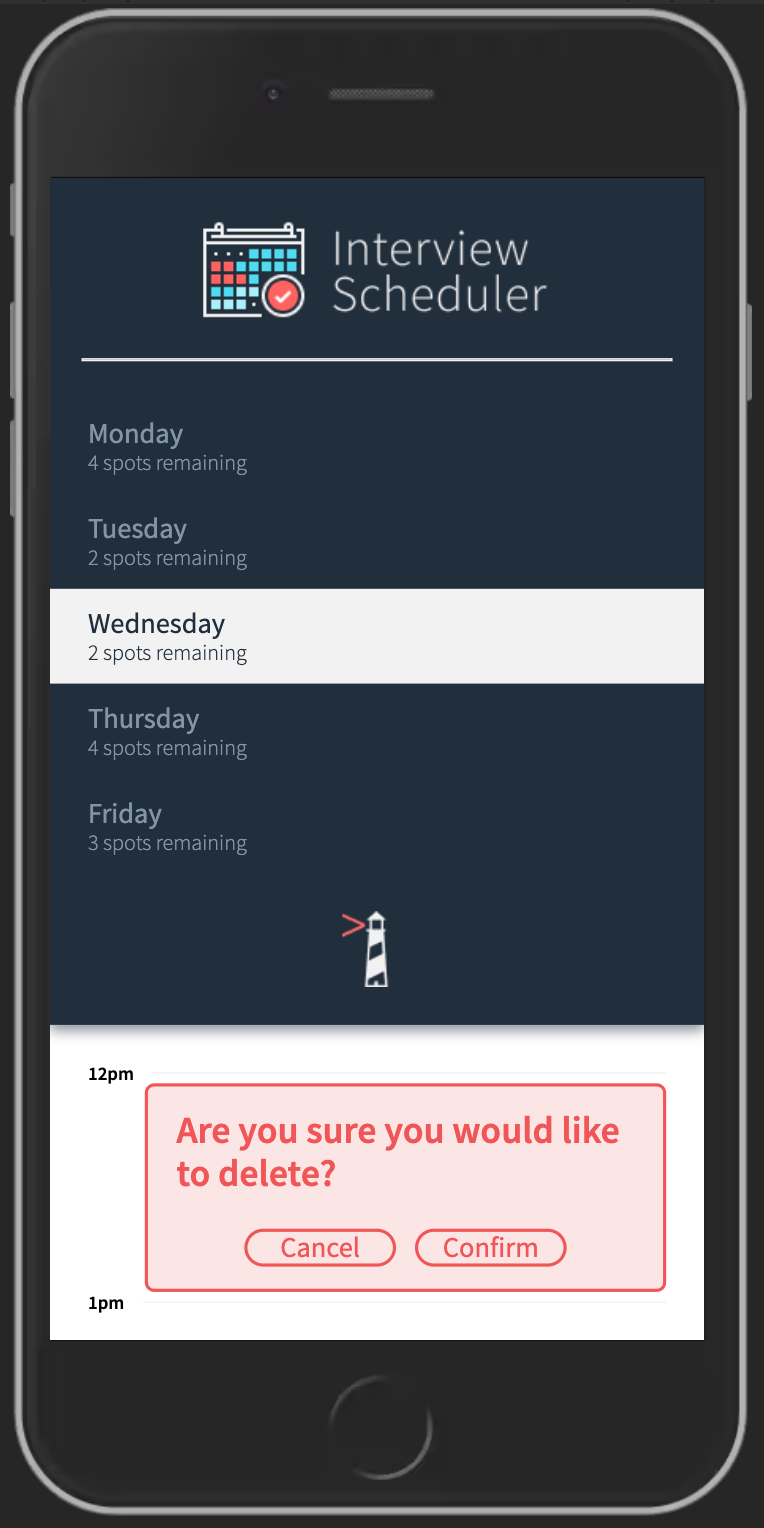 Interview
Scheduler
Monday
4 spots remaining
Tuesday
2 spots remaining
Wednesday
2 spots remaining
Thursday
4 spots remaining
Friday
3 spots remaining
>
12pm
Are you sure you would like
to delete?
Cancel Confirm
1pm